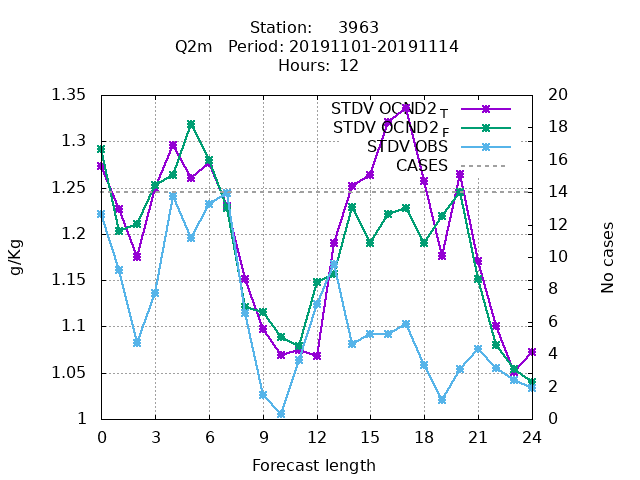 Station:     3963
Q2m   Period: 20191101-20191114
Hours:  12
STDV OCND2 T
STDV OCND2 F
STDV OBS
CASES
1.35
1.3
1.25
1.2
1.15
1.1
1.05
1
20
18
16
14
12
10
8
6
4
2
0
g/Kg
No cases
0 3 6 9 12 15 18 21 24
Forecast length